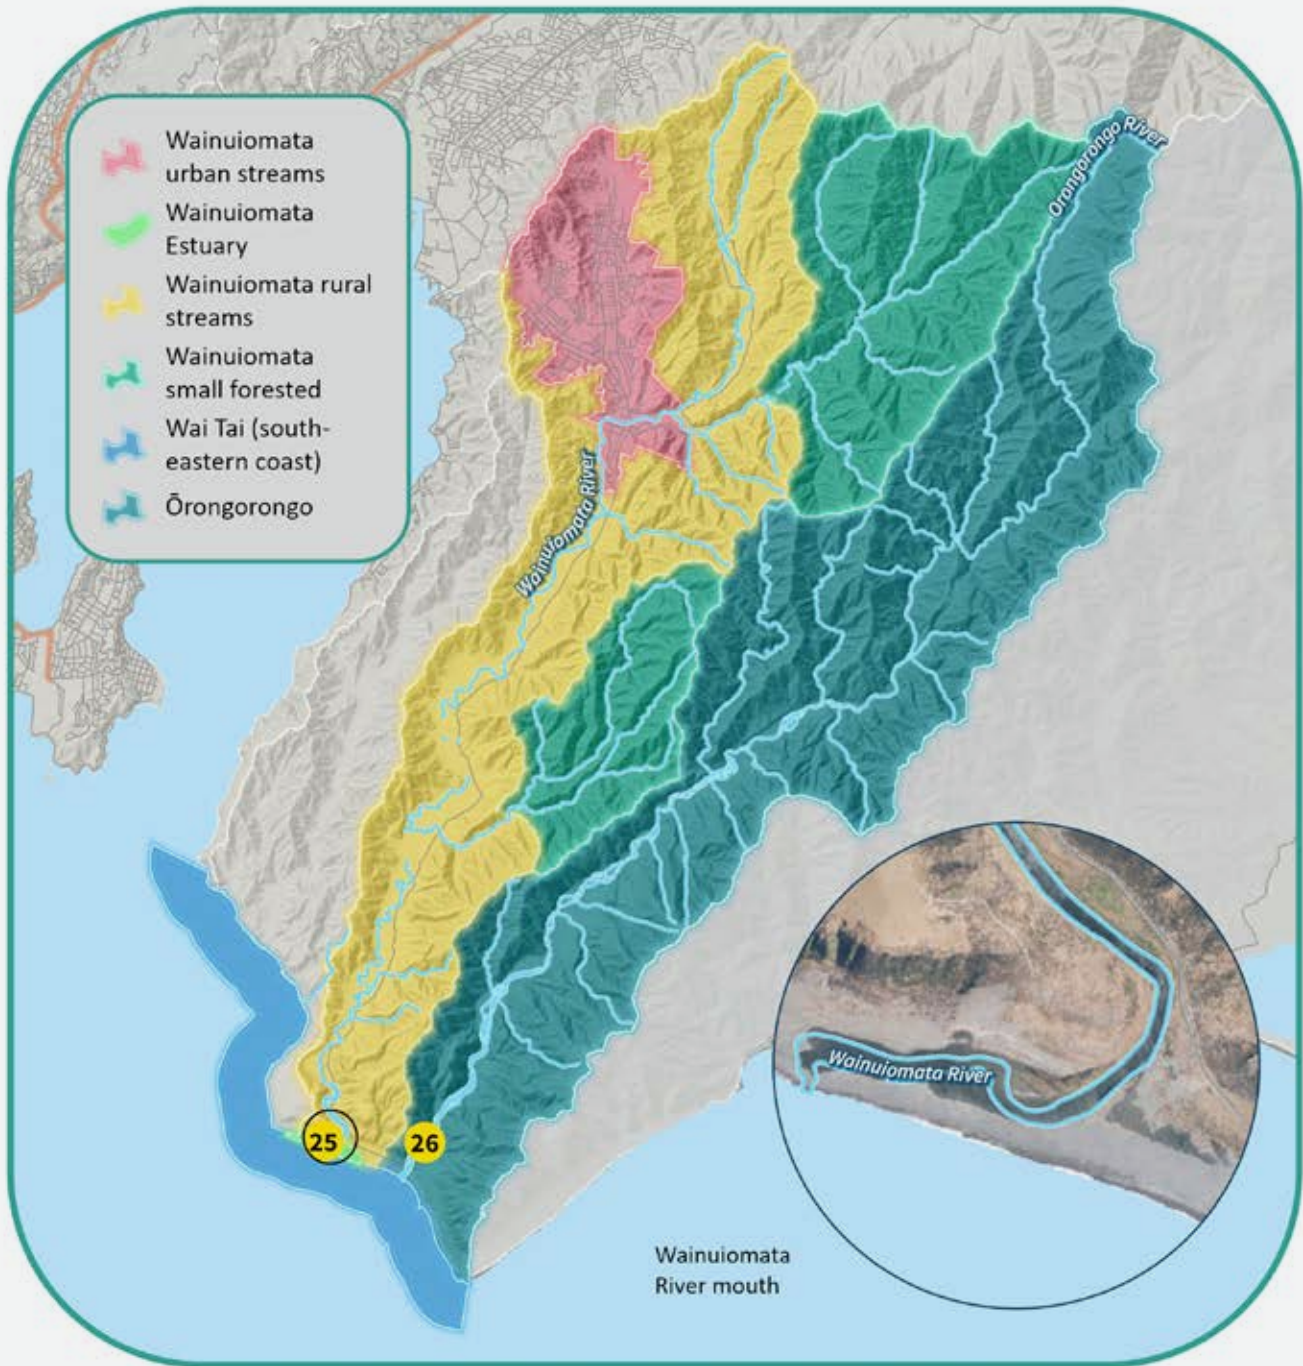 Wainuiomata
urban streams
Wainuiomata
Estuary
Wainuiomata rural
streams
Wainuiomata
small forested
Wai Tai (south-
eastern coast)
Ōrongorongo
Orongorongo River
Wainuiomata River
25
26
Wainuiomata River
Wainuiomata
River mouth